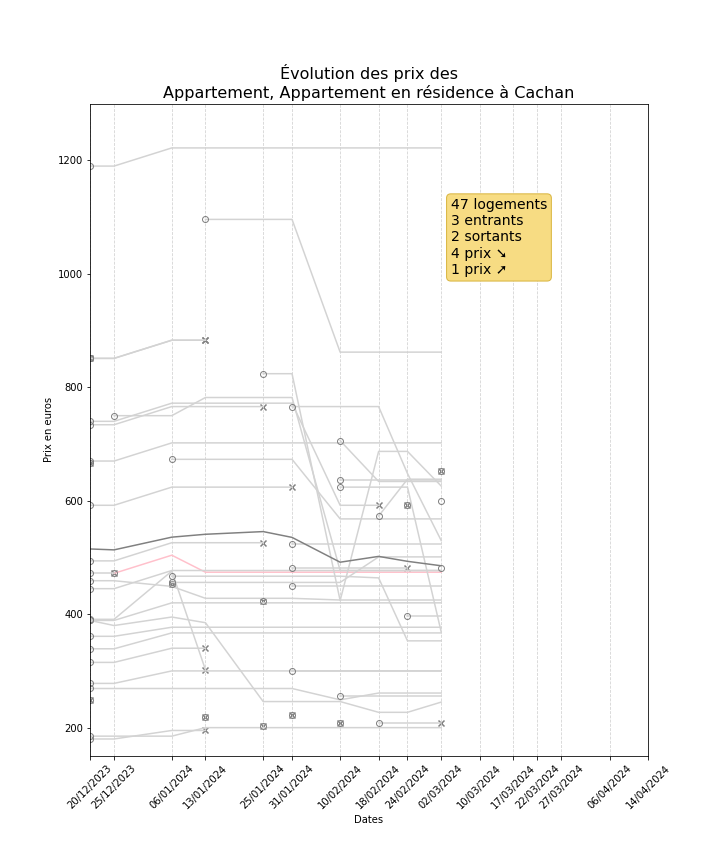 Évolution des prix des
Appartement, Appartement en résidence à Cachan
1200
1000
800
600
400
200
Prix en euros
47 logements
3 entrants
2 sortants
4 prix ↘
1 prix ↗
20/12/2023
25/12/2023
06/01/2024
13/01/2024
25/01/2024
31/01/2024
10/02/2024
18/02/2024
24/02/2024
02/03/2024
10/03/2024
17/03/2024
22/03/2024
27/03/2024
06/04/2024
14/04/2024
Dates